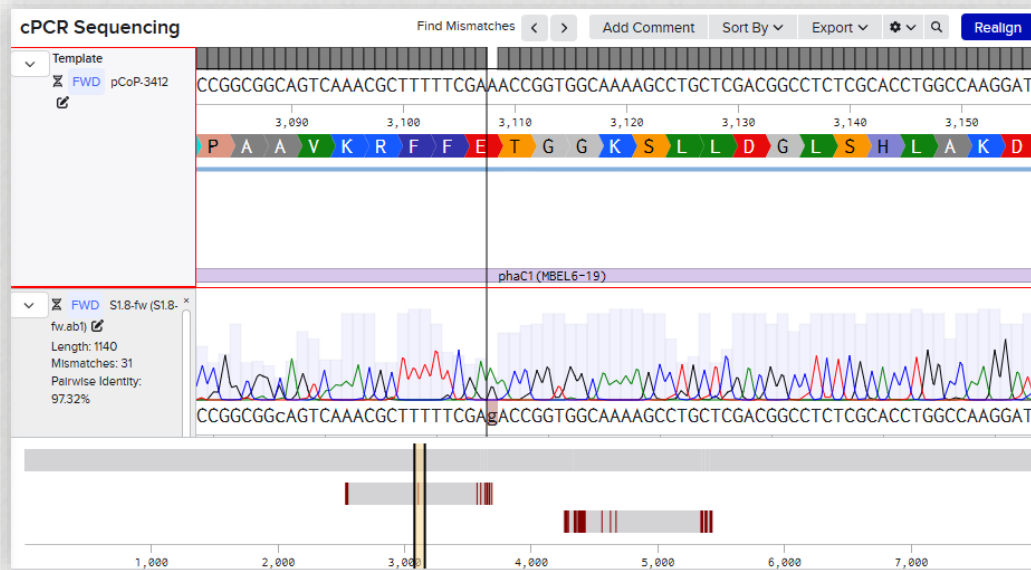 cPCR Sequencing
Find Mismatches
Add Comment
Sort By
Export
Realign
Template
FWD pCoP-3412
CCGGCGGCAGTCAAACGCTTTTTCGAAACCGGTGGCAAAAGCCTGCTCGACGGCCTCTCGCACCTGGCCAAGGAT
3,090 3,100 3,110 3,120 3,130 3,140 3,150
P A A V K R F F E T G G K S L L D G L S H L A K D
phaC1(MBEL6-19)
FWD S1.8-fw (S1.8-
fw.ab1)
Length: 1140
Mismatches: 31
Pairwise Identity:
97.32%
CCGGCGGcAGTCAAACGCTTTTTCGAgACCGGTGGCAAAAGCCTGCTCGACGGCCTCTCGCACCTGGCCAAGGAT
1,000 2,000 3,000 4,000 5,000 6,000 7,000